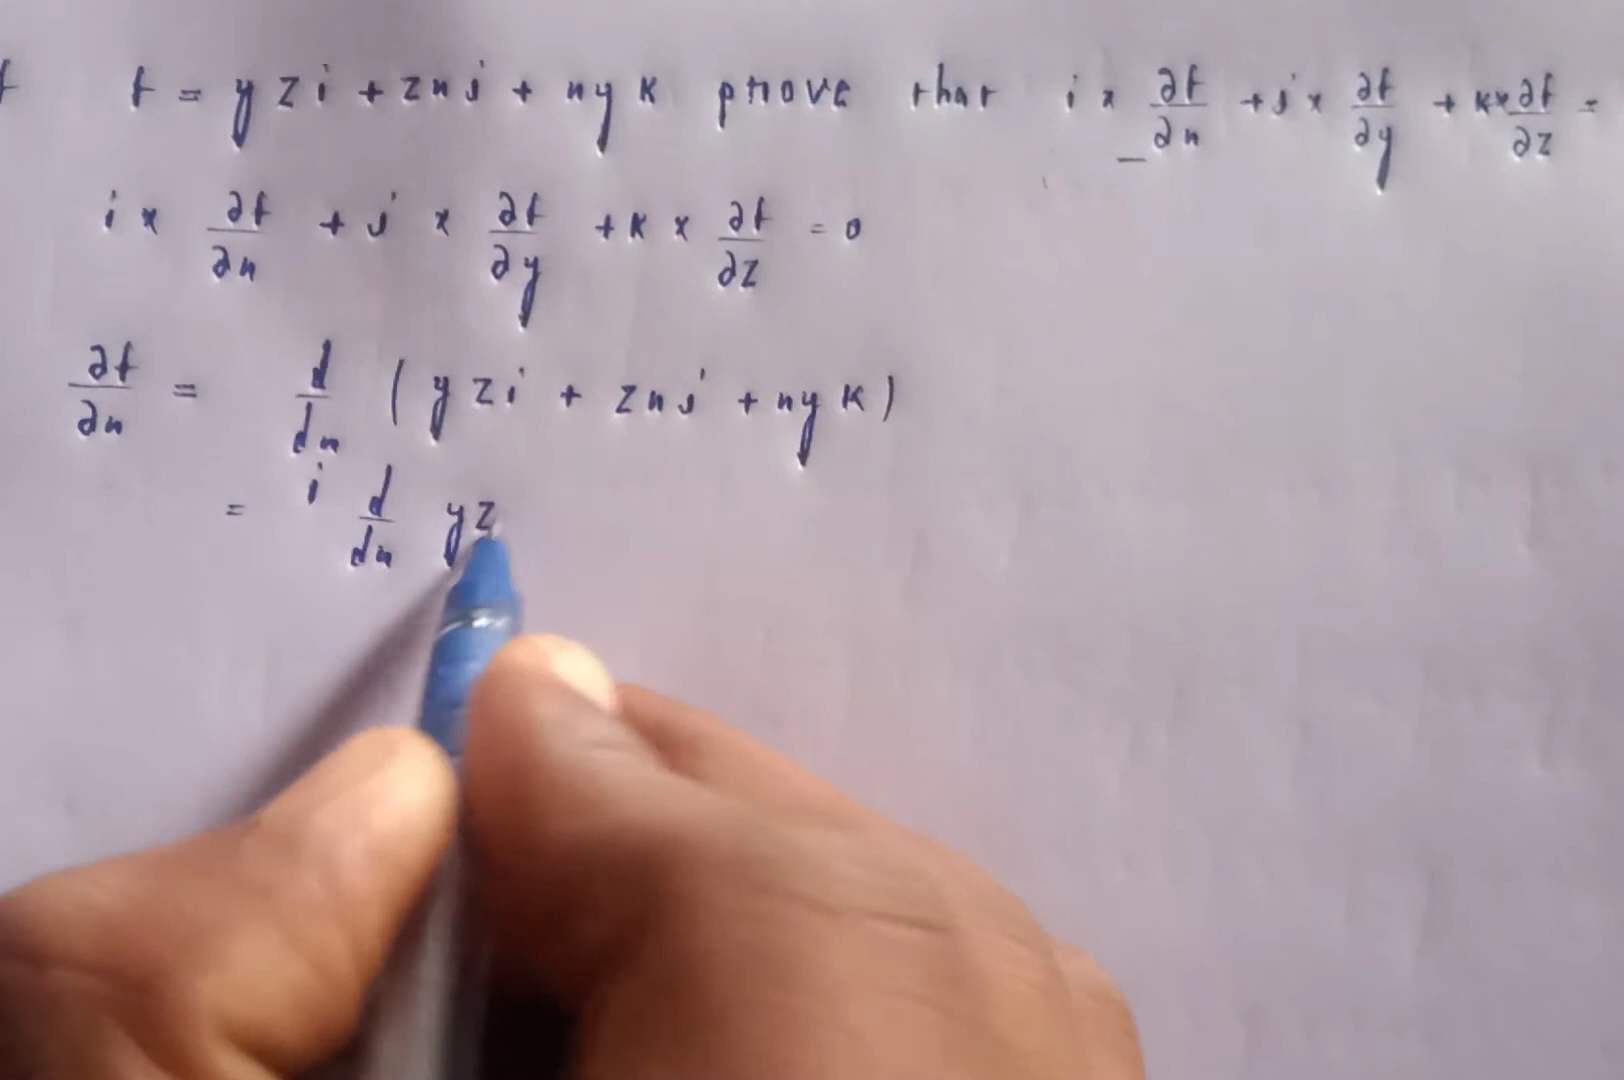 f = yzi + zxj + xyk prove that i × ∂f/∂x + j × ∂f/∂y + k × ∂f/∂z =
i × ∂f/∂x + j × ∂f/∂y + k × ∂f/∂z = 0
∂f/∂x = d/dx (yzi + zxj + xyk)
= i d/dx yz